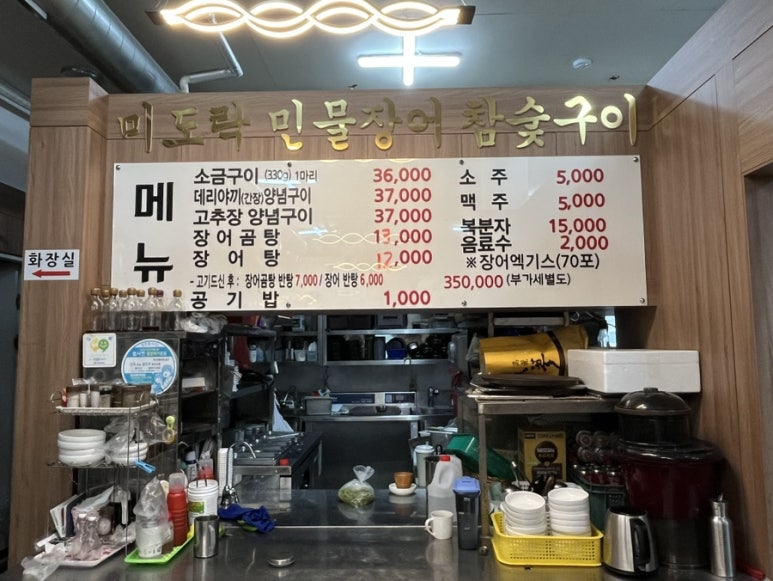 미도락 민물장어 참숯구이
메뉴
소금구이 (330g) 1마리 36,000
데리야끼(간장)양념구이 37,000
고추장 양념구이 37,000
장어곰탕 13,000
장어탕 12,000
- 고기드신 후 : 장어곰탕 반탕 7,000 / 장어 반탕 6,000
공기밥 1,000
소주 5,000
맥주 5,000
복분자 15,000
음료수 2,000
※장어엑기스(70포)
350,000 (부가세별도)
화장실
NESCAFÉ